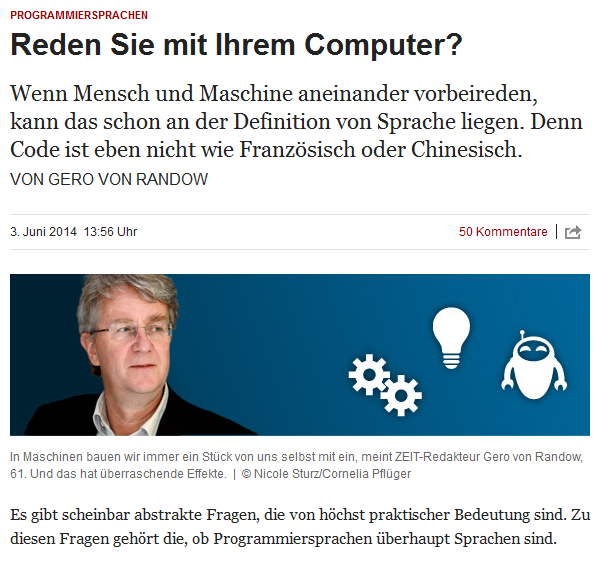 PROGRAMMIERSPRACHEN
Reden Sie mit Ihrem Computer?
Wenn Mensch und Maschine aneinander vorbeireden,
kann das schon an der Definition von Sprache liegen. Denn
Code ist eben nicht wie Französisch oder Chinesisch.
VON GERO VON RANDOW
3. Juni 2014 13:56 Uhr 50 Kommentare
In Maschinen bauen wir immer ein Stück von uns selbst mit ein, meint ZEIT-Redakteur Gero von Randow,
61. Und das hat überraschende Effekte. | © Nicole Sturz/Cornelia Pflüger
Es gibt scheinbar abstrakte Fragen, die von höchst praktischer Bedeutung sind. Zu
diesen Fragen gehört die, ob Programmiersprachen überhaupt Sprachen sind.